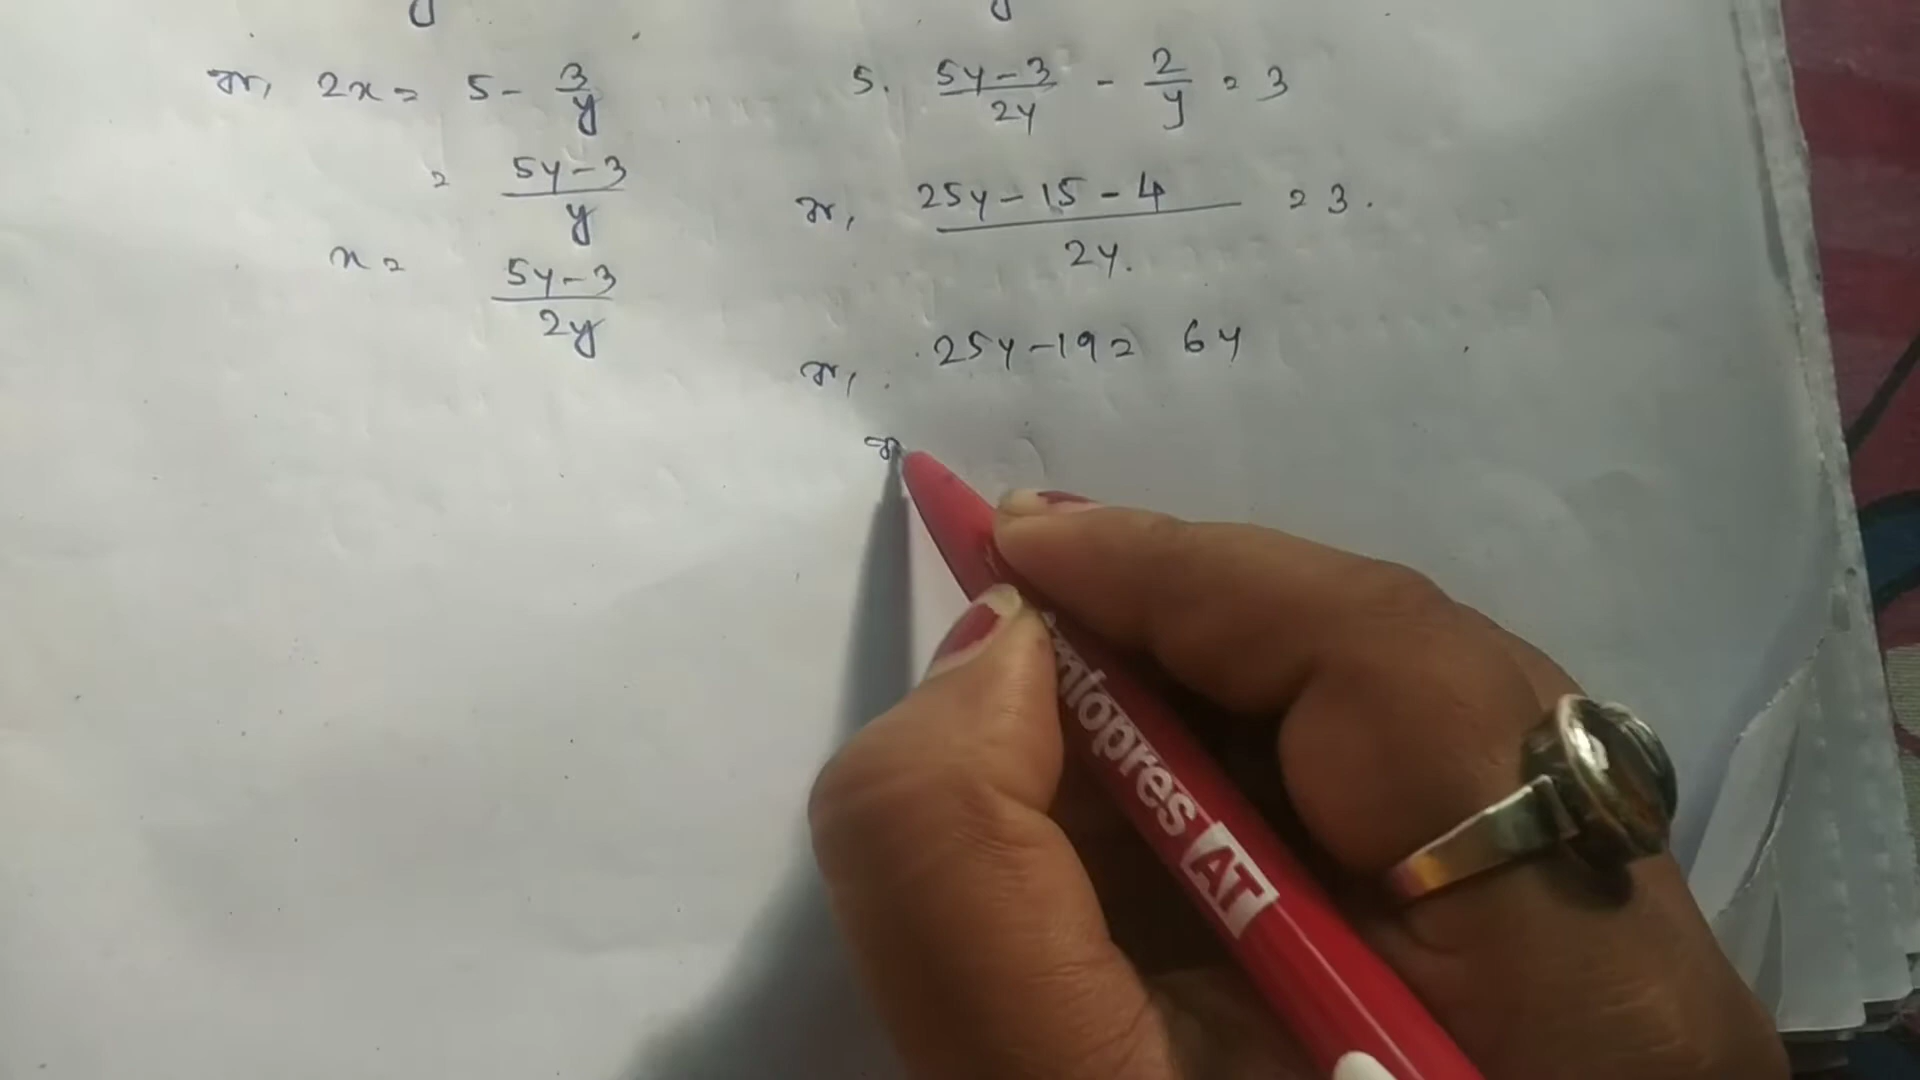 বা, 2x = 5 - 3/y
= 5y-3/y
x = 5y-3/2y
5. 5y-3/2y - 2/y = 3
বা, 25y-15-4/2y. = 3.
বা, 25y-19= 6y
বা
AT